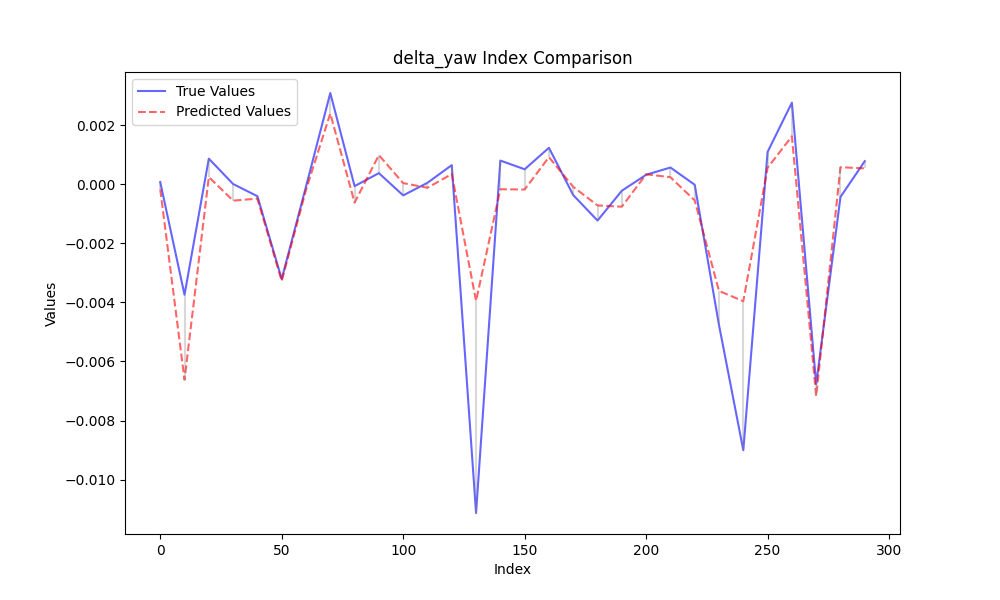 delta_yaw Index Comparison
True Values
Predicted Values
0.002
0.000
−0.002
−0.004
−0.006
−0.008
−0.010
Values
0
50
100
150
200
250
300
Index